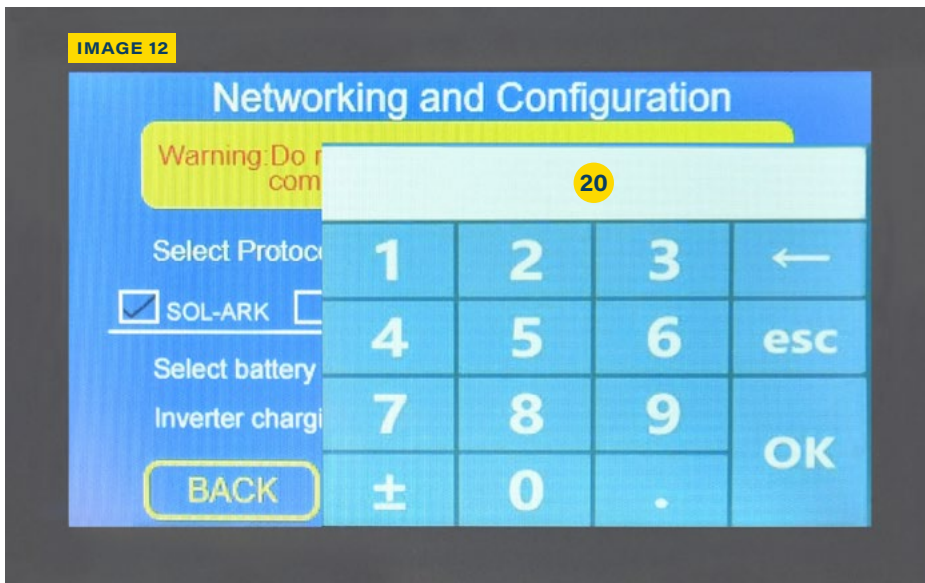 IMAGE 12
Networking and Configuration
Warning:Do
com
20
Select Protoc
SOL-ARK
Select battery
Inverter chargi
BACK
1 2 3 ←
4 5 6 esc
7 8 9 OK
± 0 .